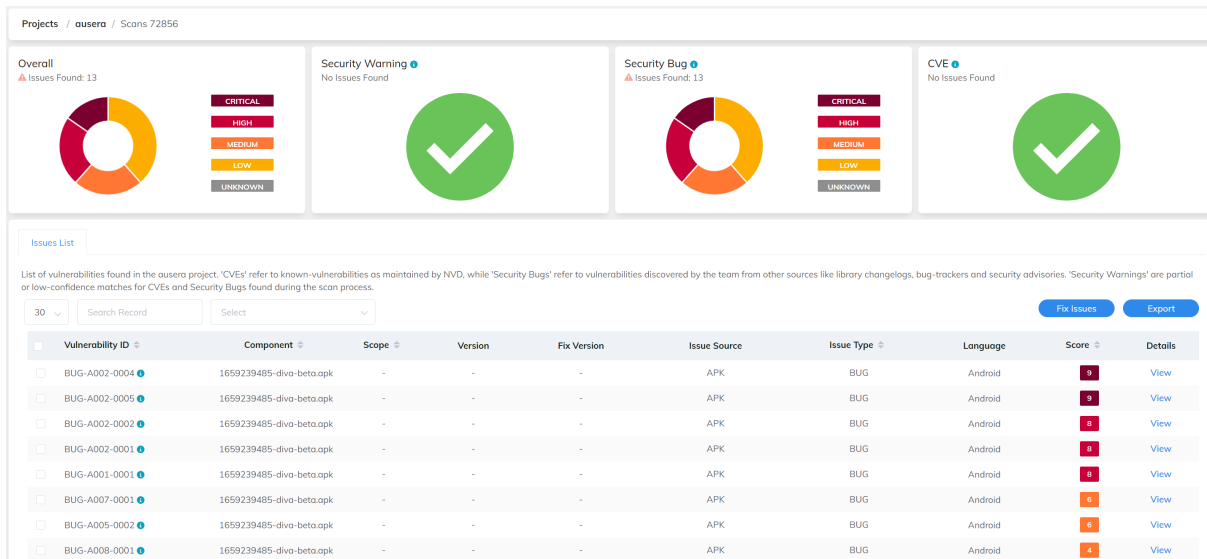 Projects / ausera / Scans 72856
Overall
Issues Found: 13
CRITICAL
HIGH
MEDIUM
LOW
UNKNOWN
Security Warning
No Issues Found
Security Bug
Issues Found: 13
CRITICAL
HIGH
MEDIUM
LOW
UNKNOWN
CVE
No Issues Found
Issues List
List of vulnerabilities found in the ausera project. 'CVEs' refer to known-vulnerabilities as maintained by NVD, while 'Security Bugs' refer to vulnerabilities discovered by the team from other sources like library changelogs, bug-trackers and security advisories. 'Security Warnings' are partial
or low-confidence matches for CVEs and Security Bugs found during the scan process.
30 Search Record Select Fix Issues Export
Vulnerability ID Component Scope Version Fix Version Issue Source Issue Type Language Score Details
BUG-A002-0004 1659239485-diva-beta.apk - - - APK BUG Android 9 View
BUG-A002-0005 1659239485-diva-beta.apk - - - APK BUG Android 9 View
BUG-A002-0002 1659239485-diva-beta.apk - - - APK BUG Android 8 View
BUG-A002-0001 1659239485-diva-beta.apk - - - APK BUG Android 8 View
BUG-A001-0001 1659239485-diva-beta.apk - - - APK BUG Android 8 View
BUG-A007-0001 1659239485-diva-beta.apk - - - APK BUG Android 6 View
BUG-A005-0002 1659239485-diva-beta.apk - - - APK BUG Android 6 View
BUG-A008-0001 1659239485-diva-beta.apk - - - APK BUG Android 4 View